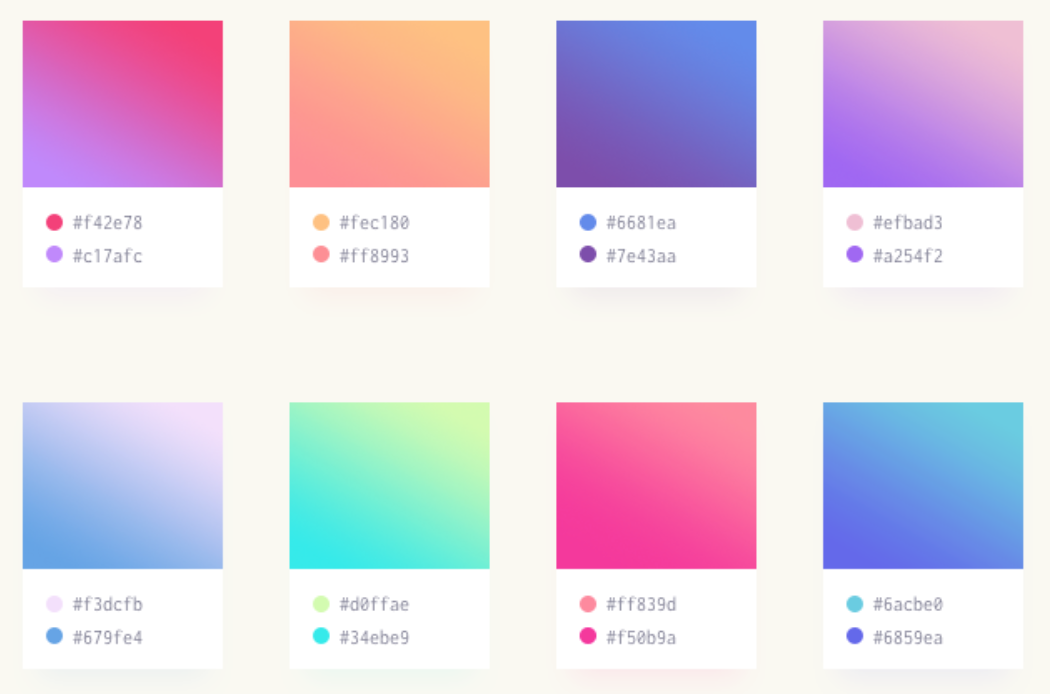 #f42e78
#c17afc
#fec180
#ff8993
#6681ea
#7e43aa
#efbad3
#a254f2
#f3dcfb
#679fe4
#d0ffae
#34ebe9
#ff839d
#f50b9a
#6acbe0
#6859ea